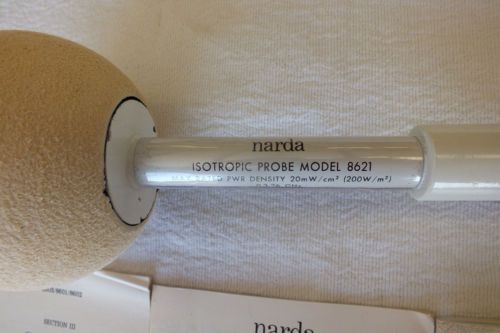 narda
ISOTROPIC PROBE MODEL 8621
PWR DENSITY 20mW/cm² (200W/m²)
SECTION III
narda